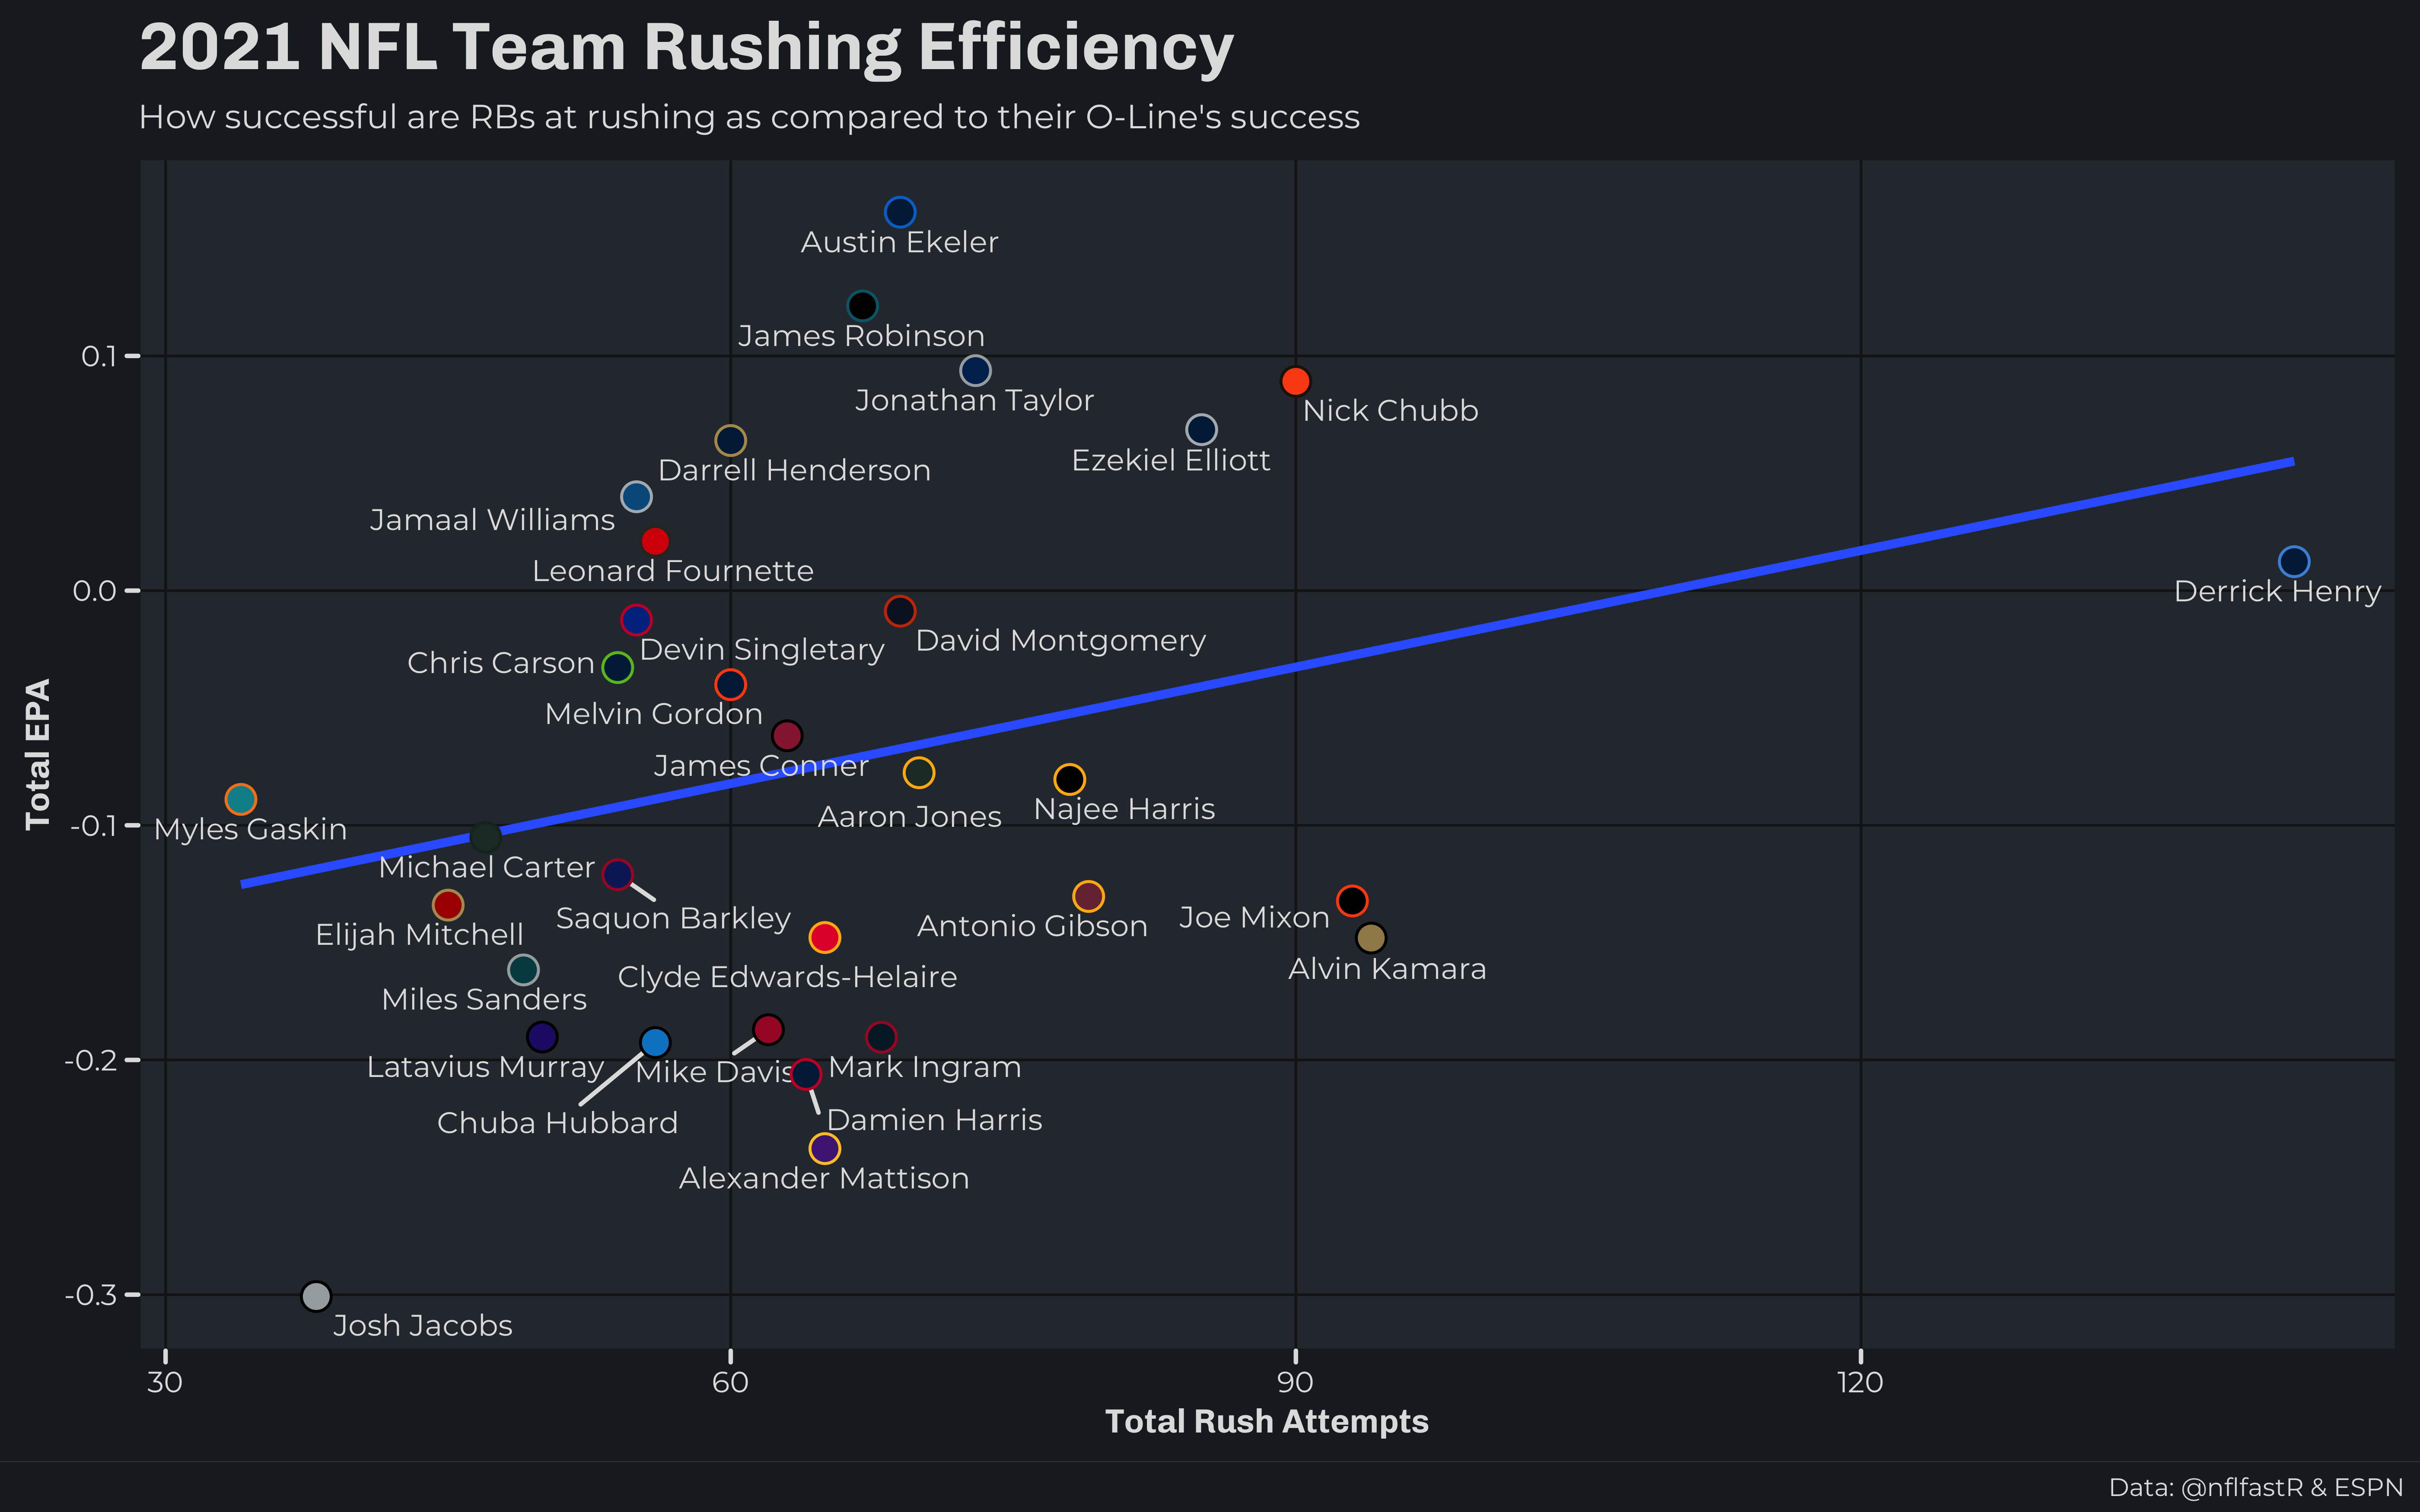 2021 NFL Team Rushing Efficiency
How successful are RBs at rushing as compared to their O-Line's success
Austin Ekeler
James Robinson
0.1
Jonathan Taylor
Nick Chubb
Ezekiel Elliott
Darrell Henderson
Jamaal Williams
Leonard Fournette
0.0
Derrick Henry
David Montgomery
Devin Singletary
Chris Carson
Melvin Gordon
Total EPA
James Conner
Najee Harris
Aaron Jones
-0.1
Myles Gaskin
Michael Carter
Saquon Barkley
Joe Mixon
Antonio Gibson
Elijah Mitchell
Alvin Kamara
Clyde Edwards-Helaire
Miles Sanders
-0.2
Latavius Murray
Mike Davis
Mark Ingram
Chuba Hubbard
Damien Harris
Alexander Mattison
-0.3
Josh Jacobs
30
60
90
120
Total Rush Attempts
Data: @nflfastR & ESPN